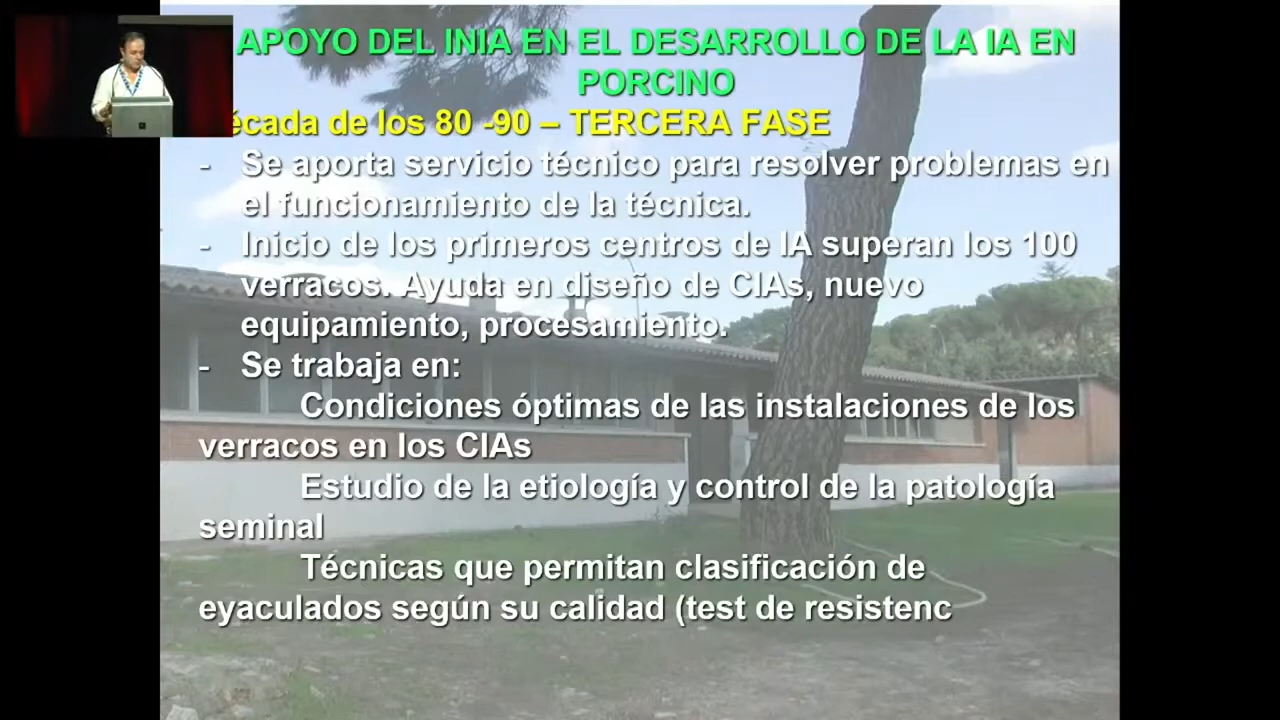 APOYO DEL INIA EN EL DESARROLLO DE LA IA EN
PORCINO
écada de los 80 -90 – TERCERA FASE
- Se aporta servicio técnico para resolver problemas en
el funcionamiento de la técnica.
- Inicio de los primeros centros de IA superan los 100
verracos. Ayuda en diseño de CIAs, nuevo
equipamiento, procesamiento.
- Se trabaja en:
Condiciones óptimas de las instalaciones de los
verracos en los CIAs
Estudio de la etiología y control de la patología
seminal
Técnicas que permitan clasificación de
eyaculados según su calidad (test de resistenc